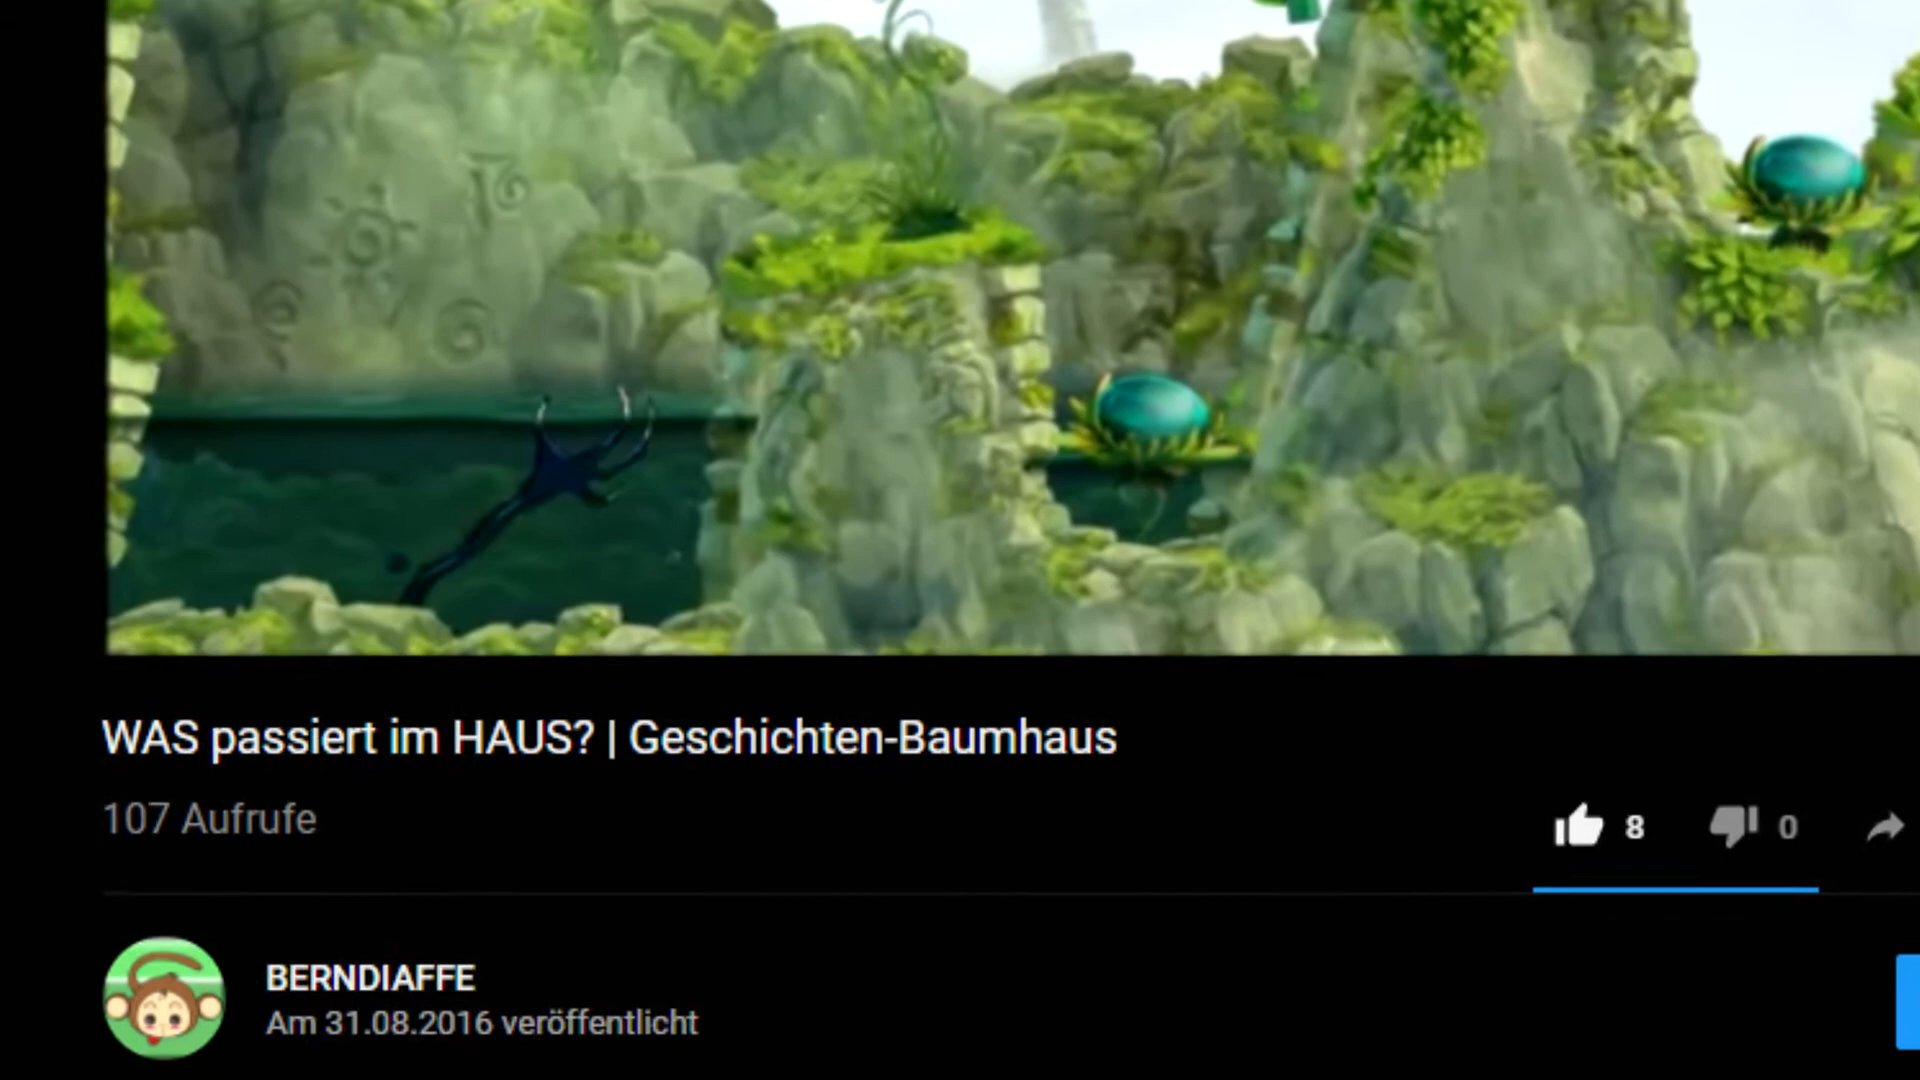 WAS passiert im HAUS? | Geschichten-Baumhaus
107 Aufrufe
8
0
BERNDIAFFE
Am 31.08.2016 veröffentlicht